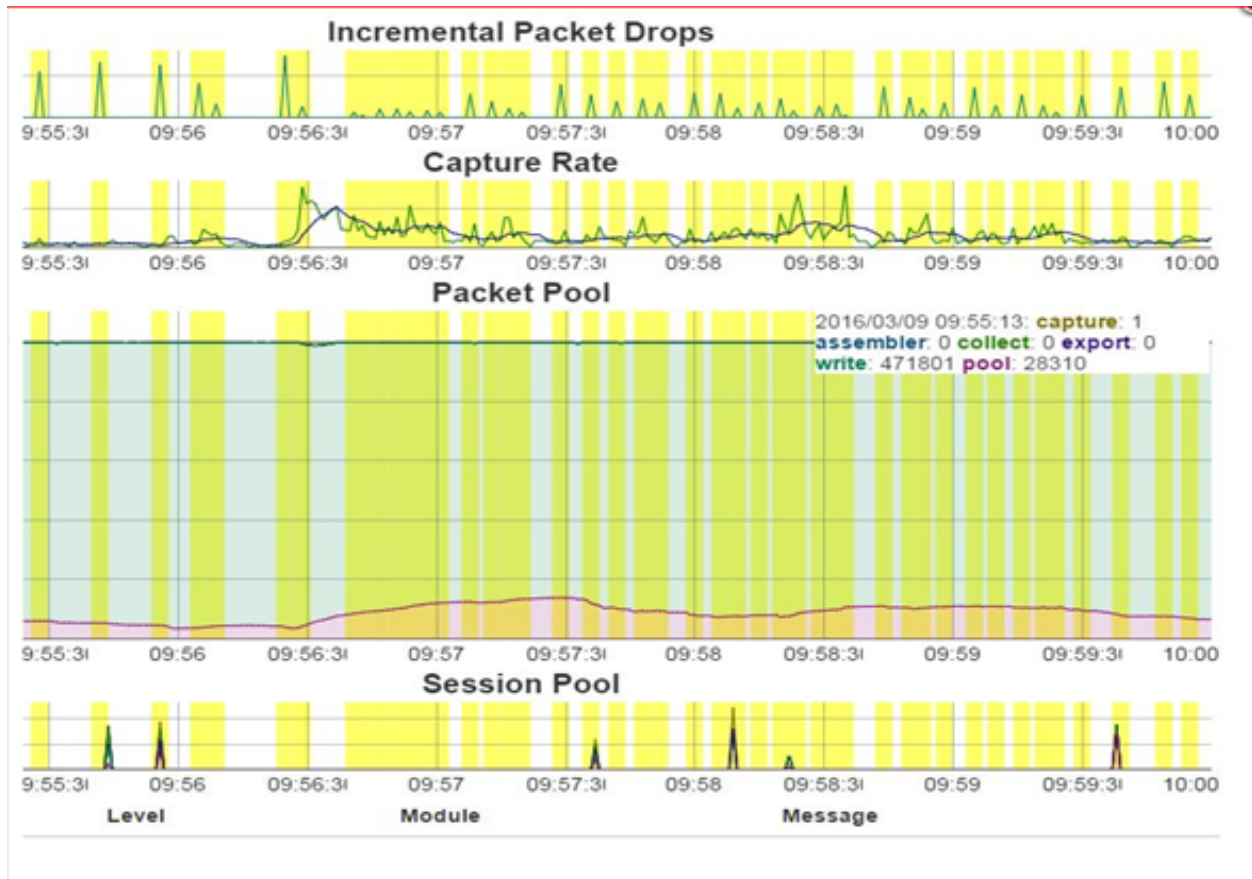 Incremental Packet Drops
9:55:3 09:56 09:56:3 09:57 09:57:3 09:58 09:58:3 09:59 09:59:3 10:00
Capture Rate
9:55:3 09:56 09:56:3 09:57 09:57:3 09:58 09:58:3 09:59 09:59:3 10:00
Packet Pool
2016/03/09 09:55:13: capture: 1
assembler: 0 collect: 0 export: 0
write: 471801 pool: 28310
9:55:3 09:56 09:56:3 09:57 09:57:3 09:58 09:58:3 09:59 09:59:3 10:00
Session Pool
9:55:3 09:56 09:56:3 09:57 09:57:3 09:58 09:58:3 09:59 09:59:3 10:00
Level Module Message